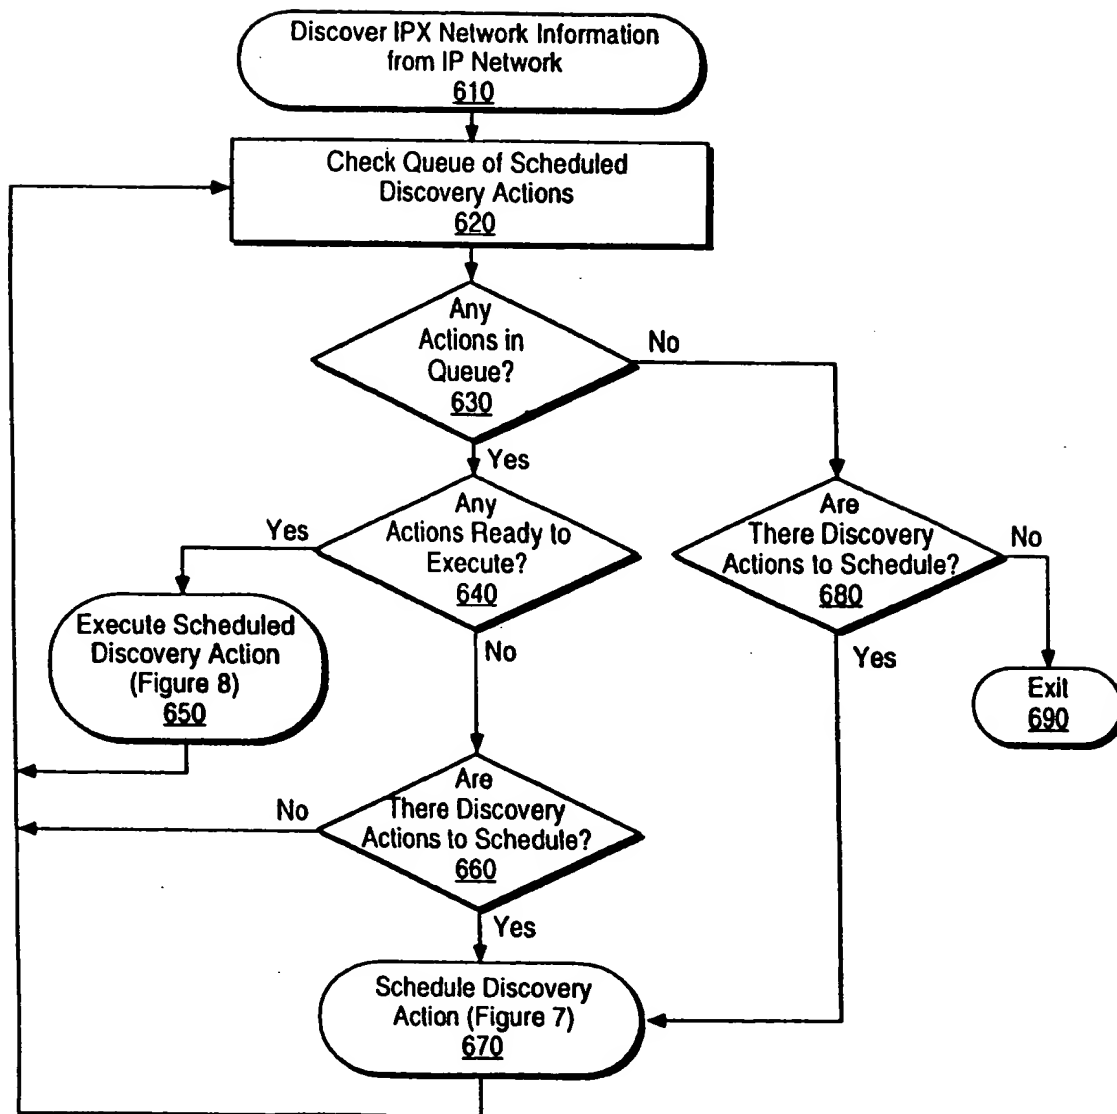 Discover IPX Network Information
from IP Network
610
Check Queue of Scheduled
Discovery Actions
620
Any
Actions in
Queue?
630
No
Yes
Any
Actions Ready to
Execute?
640
Yes
No
Are
There Discovery
Actions to Schedule?
680
No
Yes
Execute Scheduled
Discovery Action
(Figure 8)
650
Exit
690
Are
There Discovery
Actions to Schedule?
660
No
Yes
Schedule Discovery
Action (Figure 7)
670